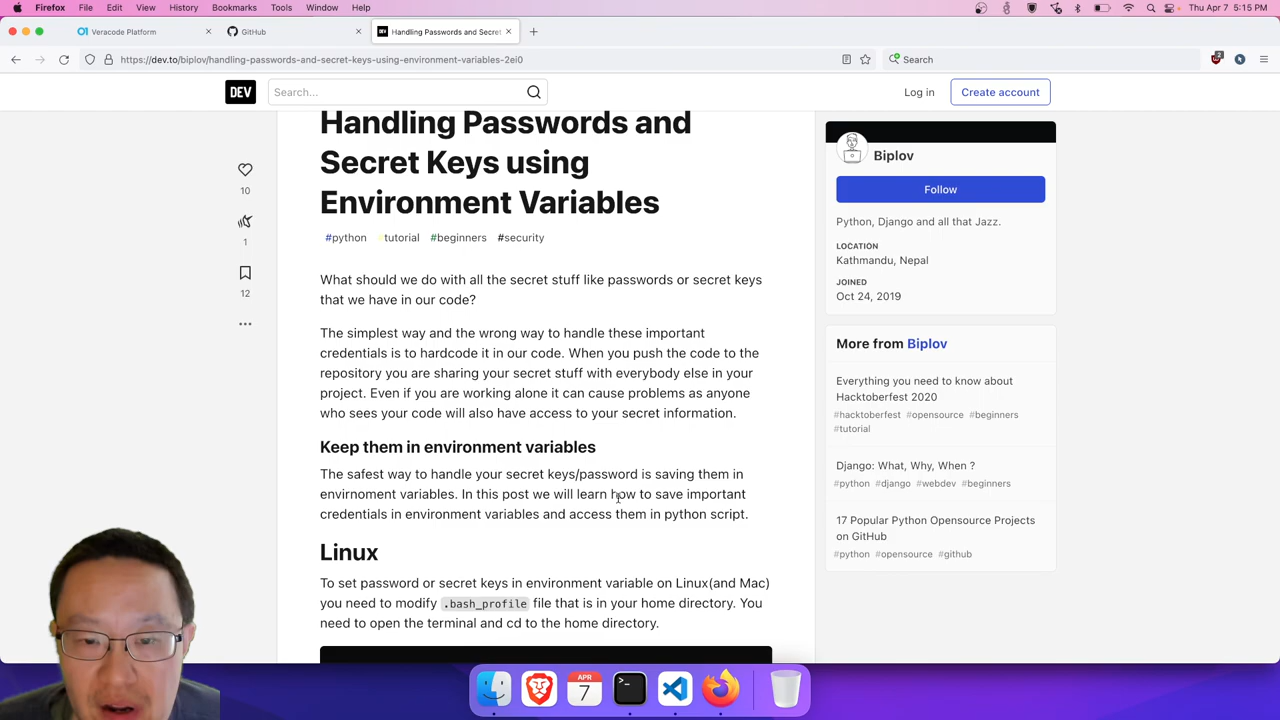 Firefox File Edit View History Bookmarks Tools Window Help
Thu Apr 7 5:15 PM
Veracode Platform
GitHub
Handling Passwords and Secret
https://dev.to/biplov/handling-passwords-and-secret-keys-using-environment-variables-2ei0
Search
2
DEV
Search...
Log in
Create account
Handling Passwords and
Secret Keys using
Environment Variables
#python #tutorial #beginners #security
10
1
12
What should we do with all the secret stuff like passwords or secret keys
that we have in our code?
The simplest way and the wrong way to handle these important
credentials is to hardcode it in our code. When you push the code to the
repository you are sharing your secret stuff with everybody else in your
project. Even if you are working alone it can cause problems as anyone
who sees your code will also have access to your secret information.
Keep them in environment variables
The safest way to handle your secret keys/password is saving them in
envirnoment variables. In this post we will learn how to save important
credentials in environment variables and access them in python script.
Linux
To set password or secret keys in environment variable on Linux(and Mac)
you need to modify .bash_profile file that is in your home directory. You
need to open the terminal and cd to the home directory.
Biplov
Follow
Python, Django and all that Jazz.
LOCATION
Kathmandu, Nepal
JOINED
Oct 24, 2019
More from Biplov
Everything you need to know about
Hacktoberfest 2020
#hacktoberfest #opensource #beginners
#tutorial
Django: What, Why, When ?
#python #django #webdev #beginners
17 Popular Python Opensource Projects
on GitHub
#python #opensource #github
APR
7